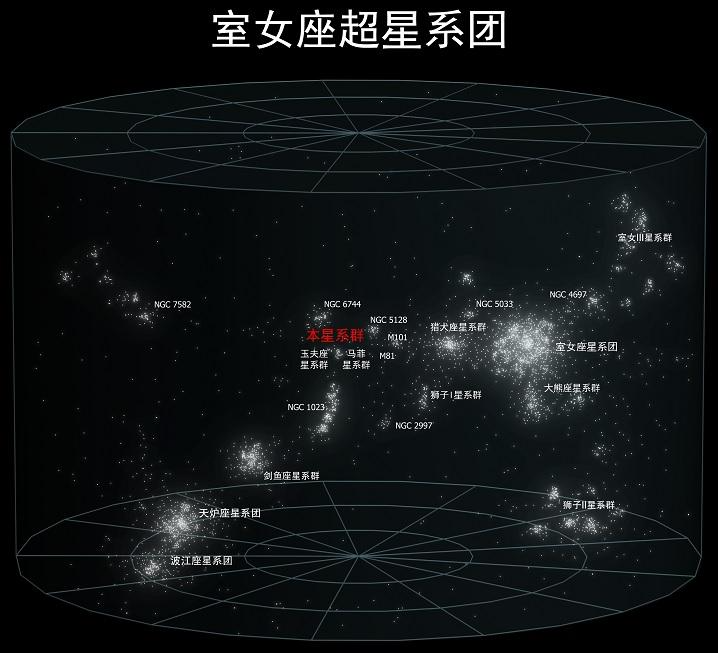 室女座超星系团
室女III星系群
NGC 7582
NGC 6744
NGC 5033
NGC 4697
NGC 5128
本星系群
M101
猎犬座星系群
室女座星系团
玉夫座
星系群
马菲
星系群
M81
大熊座星系群
狮子I星系群
NGC 1023
NGC 2997
剑鱼座星系群
狮子II星系群
天炉座星系团
波江座星系团